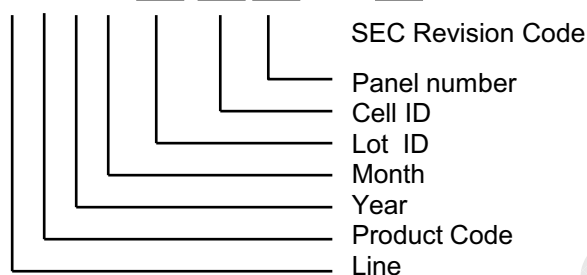 SEC Revision Code
Panel number
Cell ID
Lot ID
Month
Year
Product Code
Line